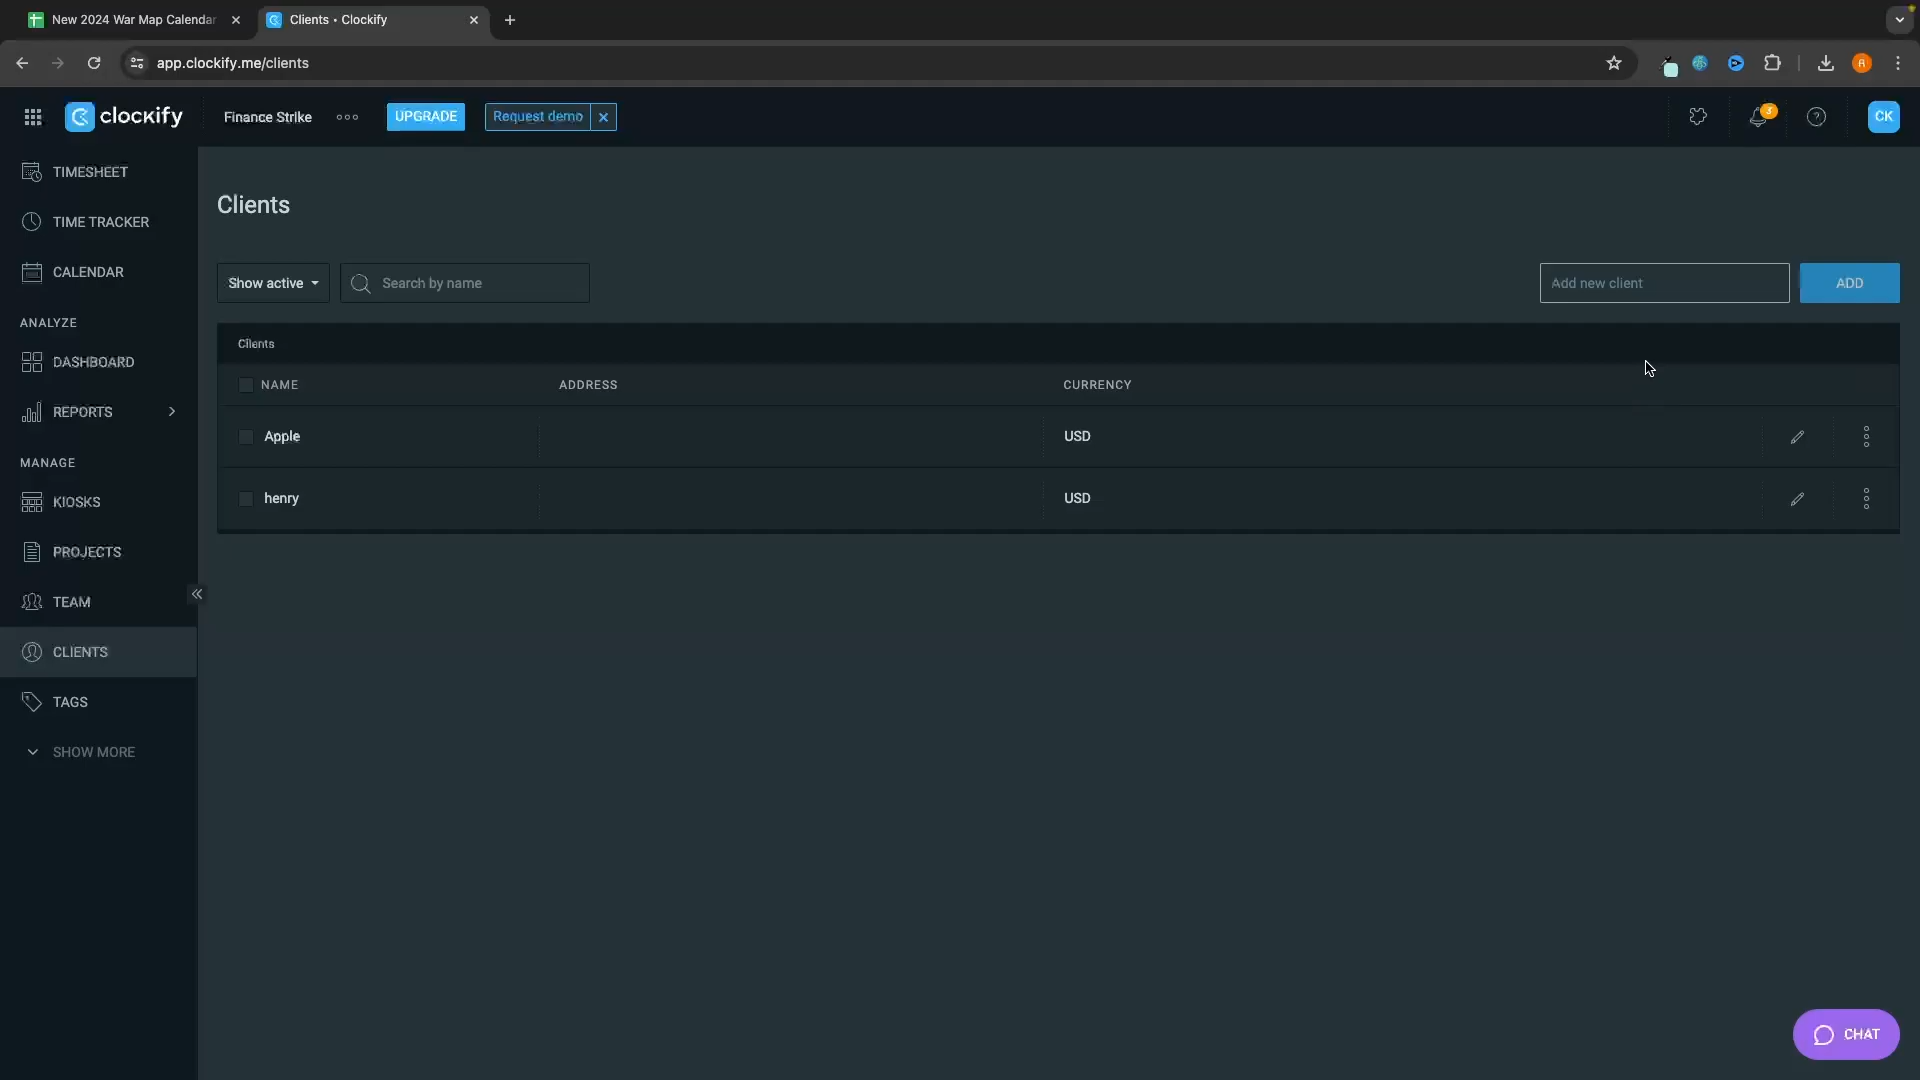 New 2024 War Map Calendar
Clients • Clockify
app.clockify.me/clients
clockify
Finance Strike
UPGRADE
Request demo
3
CK
TIMESHEET
TIME TRACKER
CALENDAR
ANALYZE
DASHBOARD
REPORTS
MANAGE
KIOSKS
PROJECTS
TEAM
CLIENTS
TAGS
SHOW MORE
Clients
Show active
Search by name
Add new client
ADD
Clients
NAME ADDRESS CURRENCY
Apple USD
henry USD
CHAT